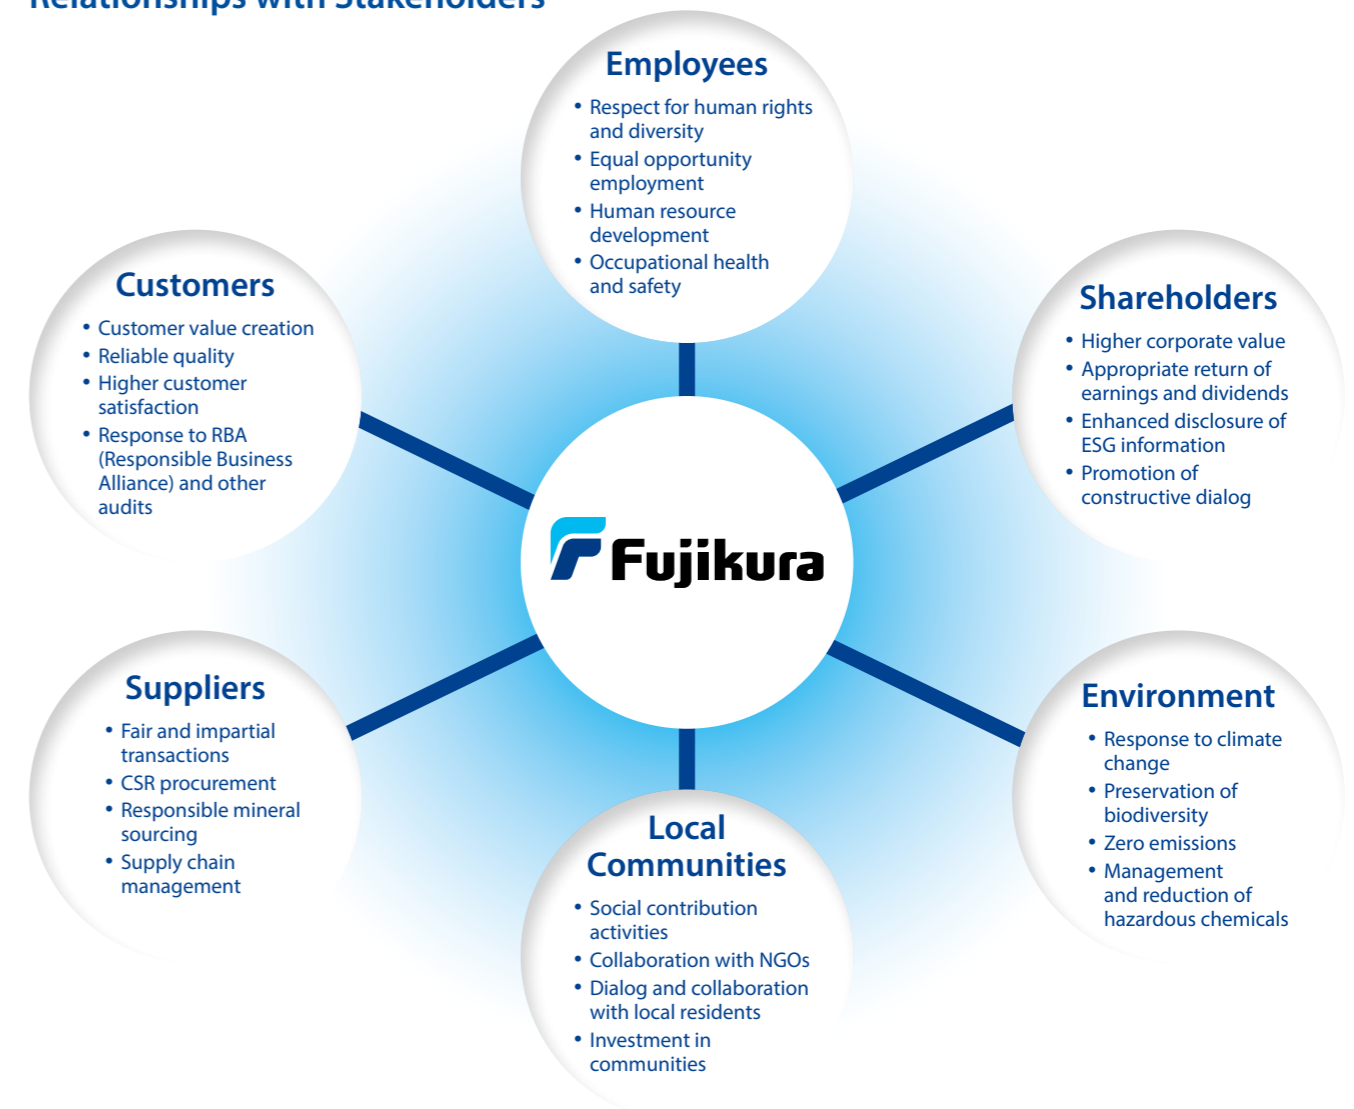 Relationships with Stakeholders
Employees
• Respect for human rights
and diversity
• Equal opportunity
employment
• Human resource
development
• Occupational health
and safety
Customers
• Customer value creation
• Reliable quality
• Higher customer
satisfaction
• Response to RBA
(Responsible Business
Alliance) and other
audits
Shareholders
• Higher corporate value
• Appropriate return of
earnings and dividends
• Enhanced disclosure of
ESG information
• Promotion of
constructive dialog
Fujikura
Suppliers
• Fair and impartial
transactions
• CSR procurement
• Responsible mineral
sourcing
• Supply chain
management
Environment
• Response to climate
change
• Preservation of
biodiversity
• Zero emissions
• Management
and reduction of
hazardous chemicals
Local
Communities
• Social contribution
activities
• Collaboration with NGOs
• Dialog and collaboration
with local residents
• Investment in
communities